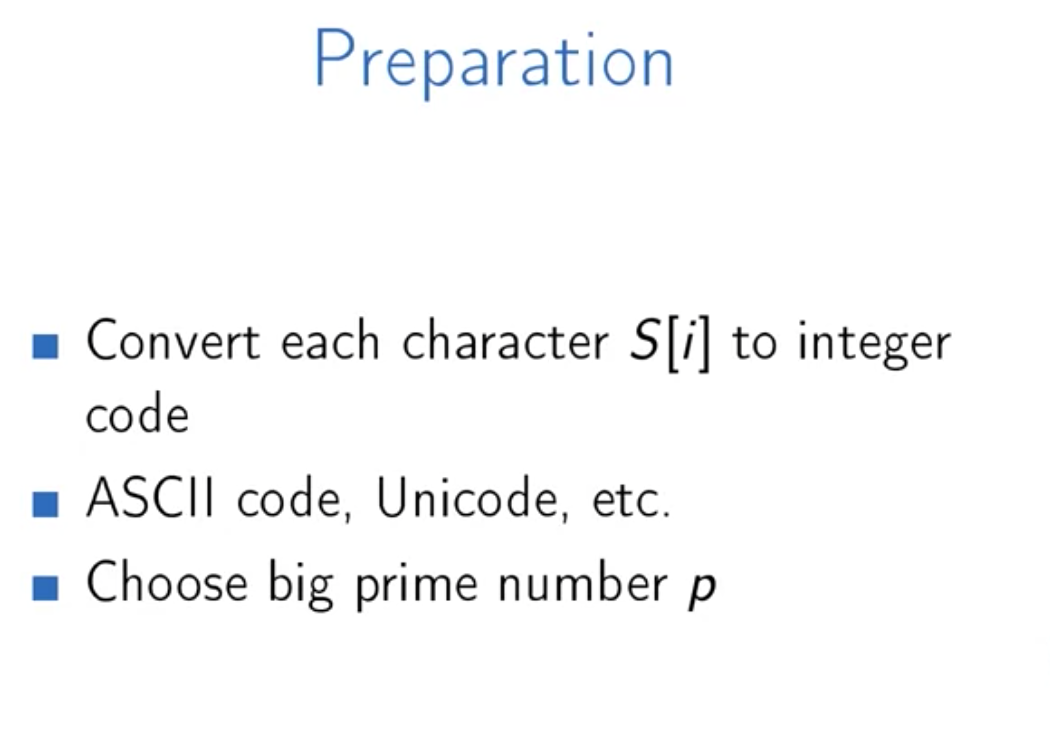 Preparation
Convert each character S[i] to integer
code
ASCII code, Unicode, etc.
Choose big prime number p